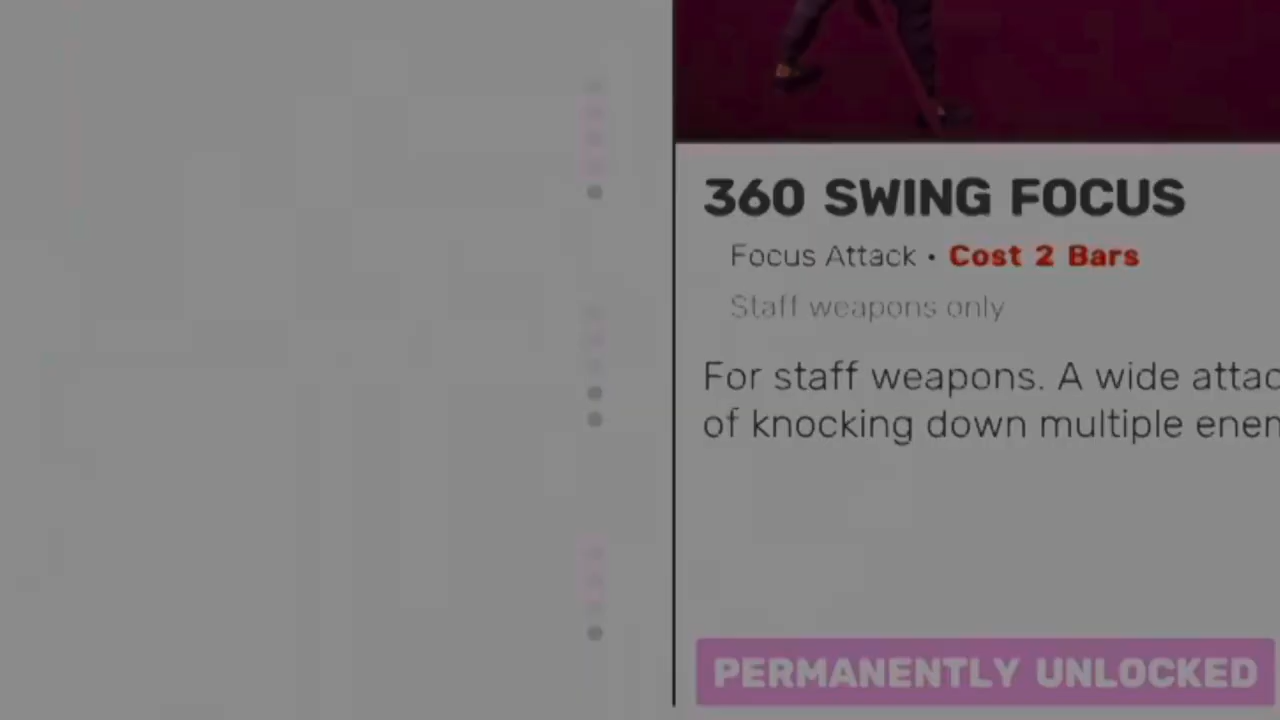 360 SWING FOCUS
Focus Attack • Cost 2 Bars
Staff weapons only
For staff weapons. A wide attac
of knocking down multiple ener
PERMANENTLY UNLOCKED